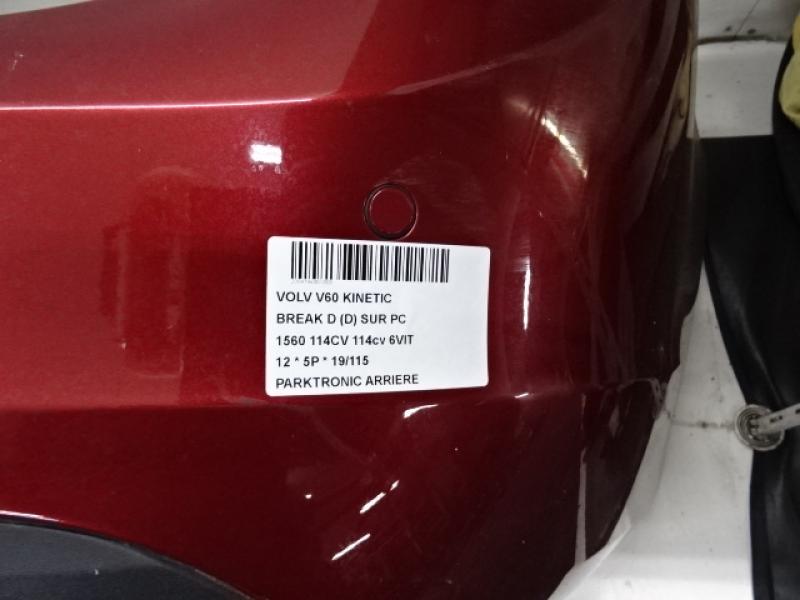 VOLV V60 KINETIC
BREAK D (D) SUR PC
1560 114CV 114cv 6VIT
12 * 5P * 19/115
PARKTRONIC ARRIERE